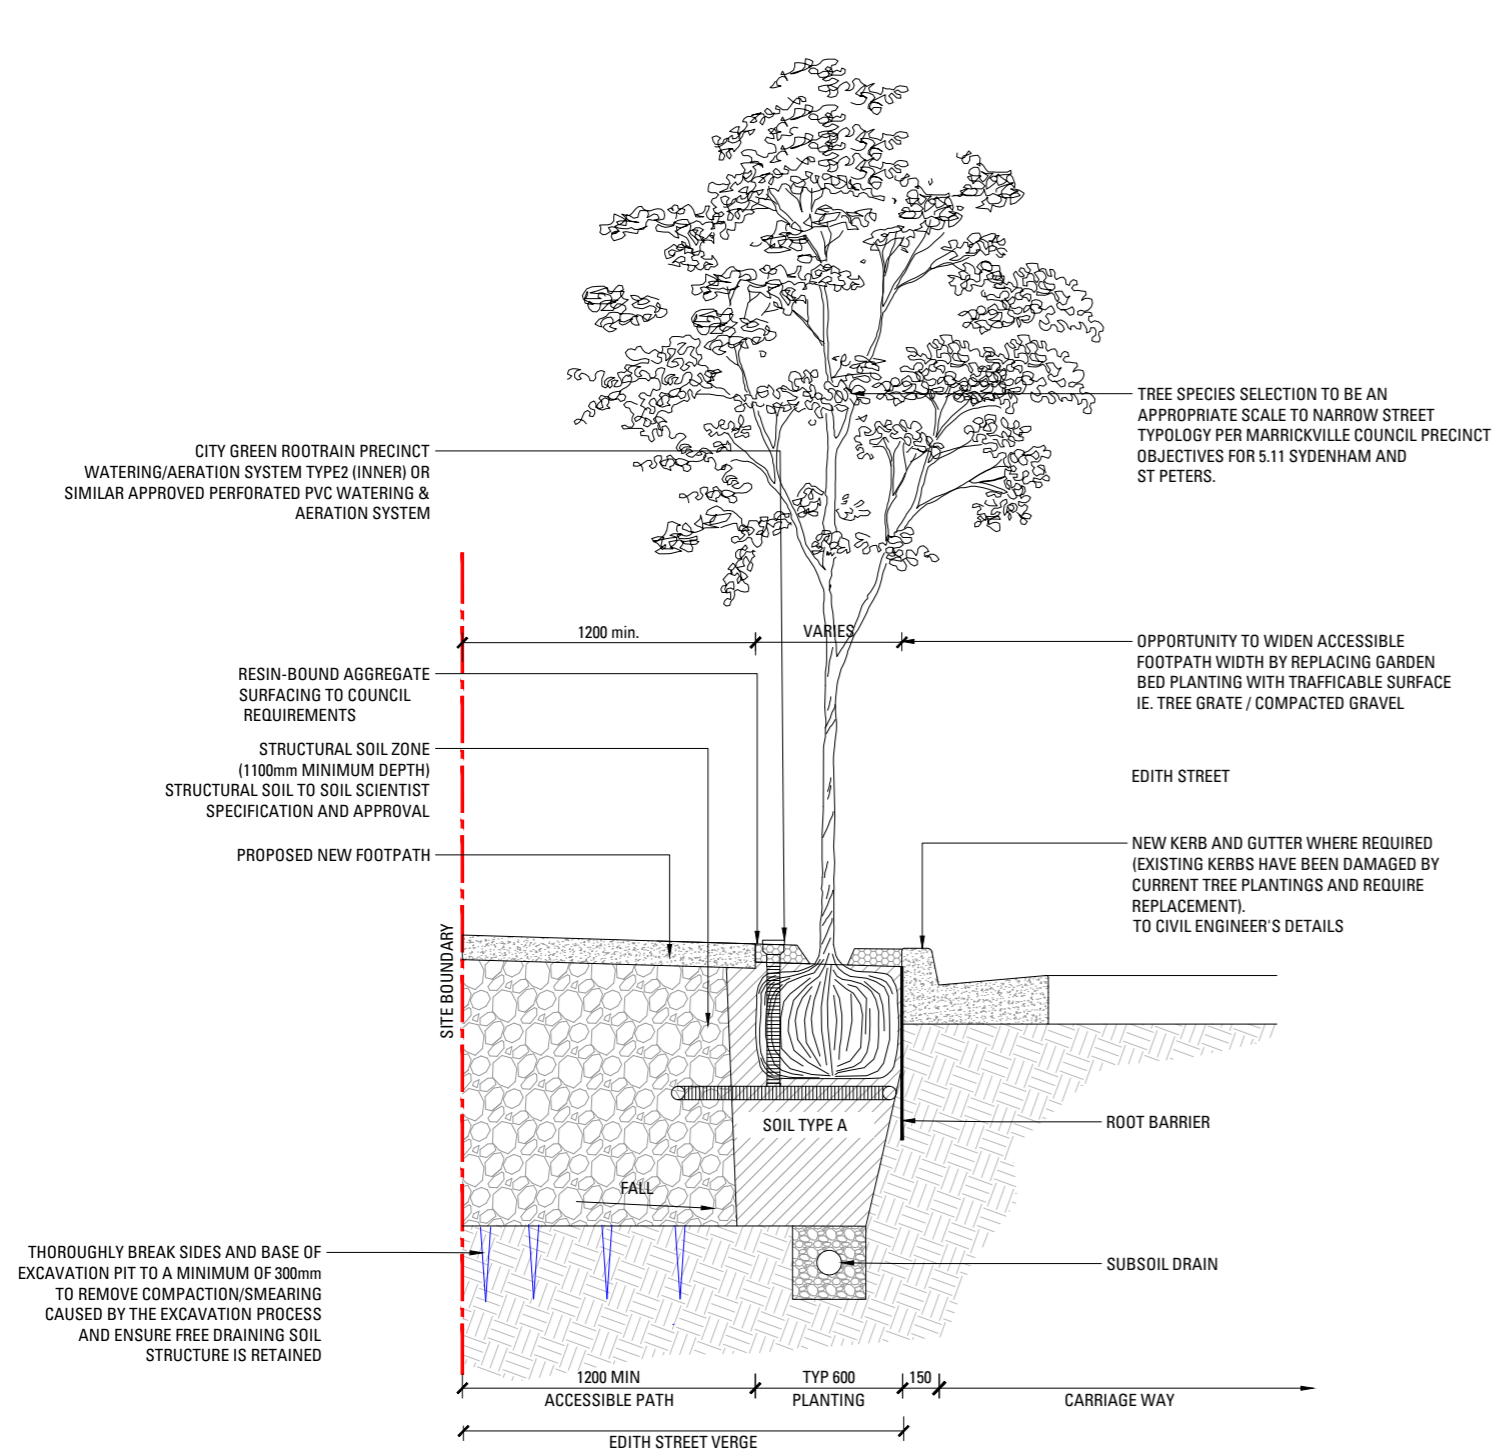 TREE SPECIES SELECTION TO BE AN
APPROPRIATE SCALE TO NARROW STREET
TYPOLOGY PER MARRICKVILLE COUNCIL PRECINCT
OBJECTIVES FOR 5.11 SYDENHAM AND
ST PETERS.
CITY GREEN ROOTRAIN PRECINCT
WATERING/AERATION SYSTEM TYPE2 (INNER) OR
SIMILAR APPROVED PERFORATED PVC WATERING &
AERATION SYSTEM
1200 min.
VARIES
OPPORTUNITY TO WIDEN ACCESSIBLE
FOOTPATH WIDTH BY REPLACING GARDEN
BED PLANTING WITH TRAFFICABLE SURFACE
IE. TREE GRATE / COMPACTED GRAVEL
RESIN-BOUND AGGREGATE
SURFACING TO COUNCIL
REQUIREMENTS
STRUCTURAL SOIL ZONE
(1100mm MINIMUM DEPTH)
STRUCTURAL SOIL TO SOIL SCIENTIST
SPECIFICATION AND APPROVAL
EDITH STREET
PROPOSED NEW FOOTPATH
NEW KERB AND GUTTER WHERE REQUIRED
(EXISTING KERBS HAVE BEEN DAMAGED BY
CURRENT TREE PLANTINGS AND REQUIRE
REPLACEMENT).
TO CIVIL ENGINEER'S DETAILS
SITE BOUNDARY
SOIL TYPE A
ROOT BARRIER
FALL
THOROUGHLY BREAK SIDES AND BASE OF
EXCAVATION PIT TO A MINIMUM OF 300mm
TO REMOVE COMPACTION/SMEARING
CAUSED BY THE EXCAVATION PROCESS
AND ENSURE FREE DRAINING SOIL
STRUCTURE IS RETAINED
SUBSOIL DRAIN
1200 MIN
TYP 600
150
ACCESSIBLE PATH
PLANTING
CARRIAGE WAY
EDITH STREET VERGE